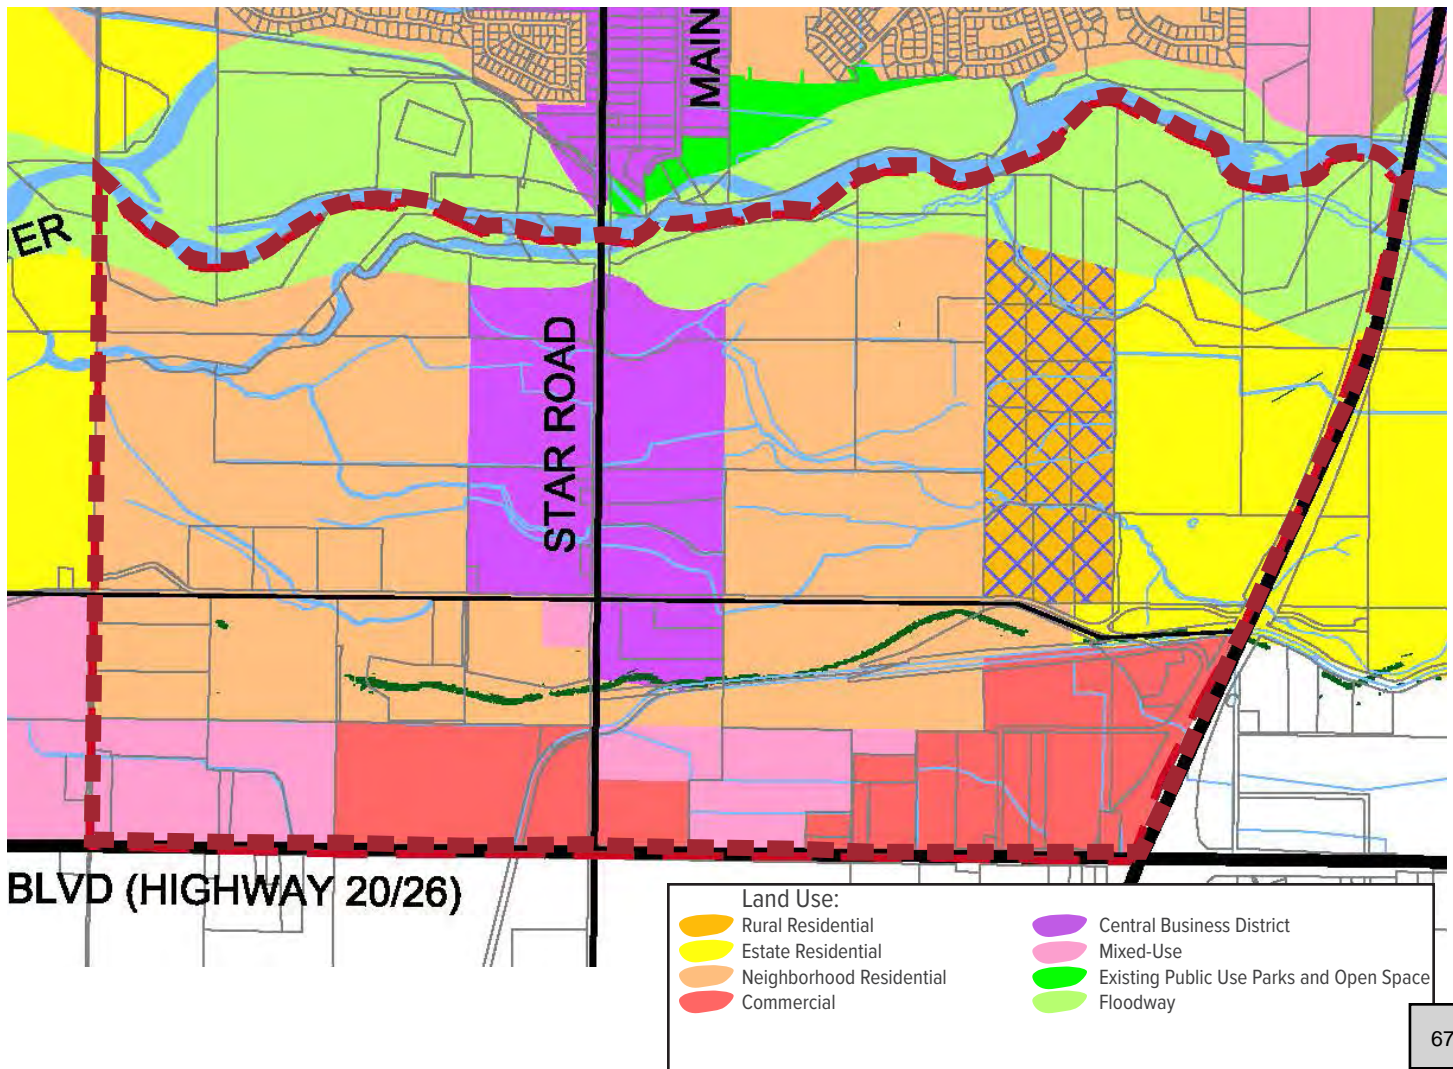 MAIN
ER
STAR ROAD
BLVD (HIGHWAY 20/26)
Land Use:
Rural Residential
Estate Residential
Neighborhood Residential
Commercial
Central Business District
Mixed-Use
Existing Public Use Parks and Open Space
Floodway
67